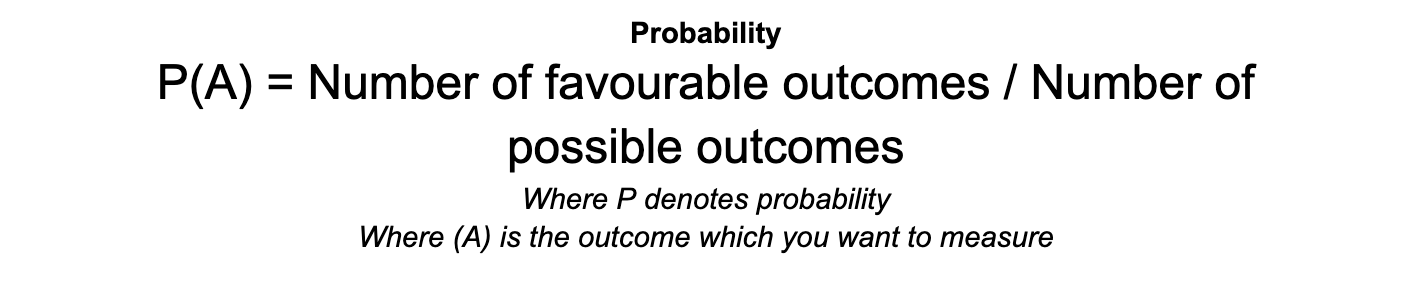 Probability
P(A) = Number of favourable outcomes / Number of
possible outcomes
Where P denotes probability
Where (A) is the outcome which you want to measure